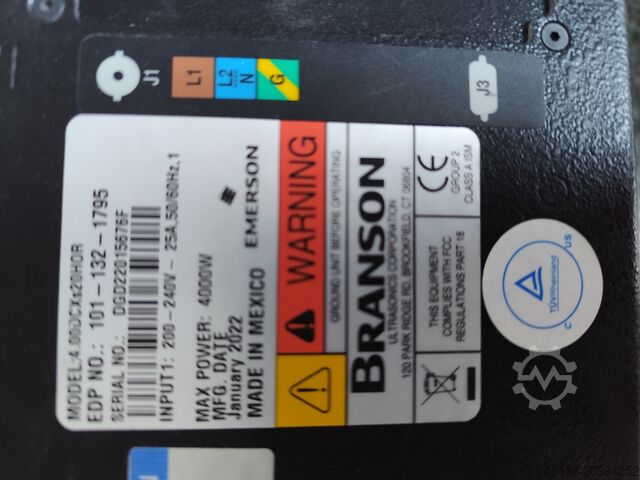 J1
L1
L2
N
G
J3
MODEL:4.00DCXs20HOR
EDP NO.: 101-132-1795
SERIAL NO.: DGD22015676F
INPUT1: 200-240V~ 25A,50/60Hz,1
MAX POWER: 4000W
MFG. DATE
January 2022
MADE IN MEXICO
EMERSON
WARNING
GROUND UNIT BEFORE OPERATING
BRANSON
ULTRASONICS CORPORATION
120 PARK RIDGE RD, BROOKFIELD, CT 06804
THIS EQUIPMENT
COMPLIES WITH FCC
REGULATIONS PART 18
CE
GROUP 2
CLASS A ISM
TÜVRheinland
C US